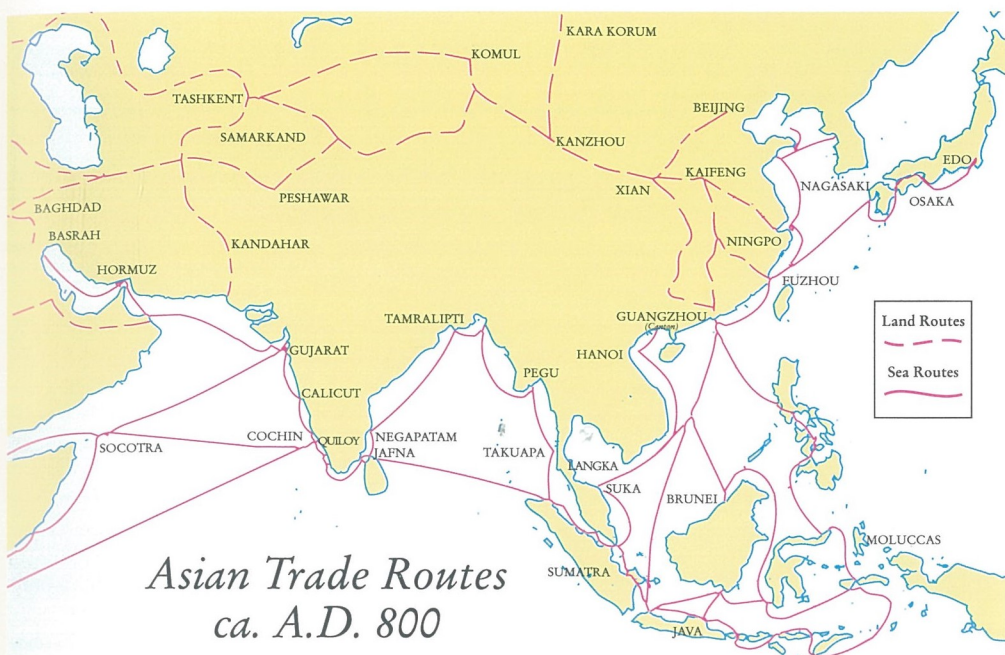 KARA KORUM
KOMUL
TASHKENT
BEIJING
SAMARKAND
KANZHOU
EDO
KAIFENG
XIAN
NAGASAKI
PESHAWAR
OSAKA
BAGHDAD
BASRAH
KANDAHAR
NINGPO
HORMUZ
FUZHOU
TAMRALIPTI
GUANGZHOU
(Canton)
Land Routes
HANOI
GUJARAT
PEGU
Sea Routes
CALICUT
COCHIN
QUILOY
NEGAPATAM
SOCOTRA
JAFNA
TAKUAPA
LANGKA
SUKA
BRUNEI
MOLUCCAS
SUMATRA
JAVA
Asian Trade Routes
ca. A.D. 800